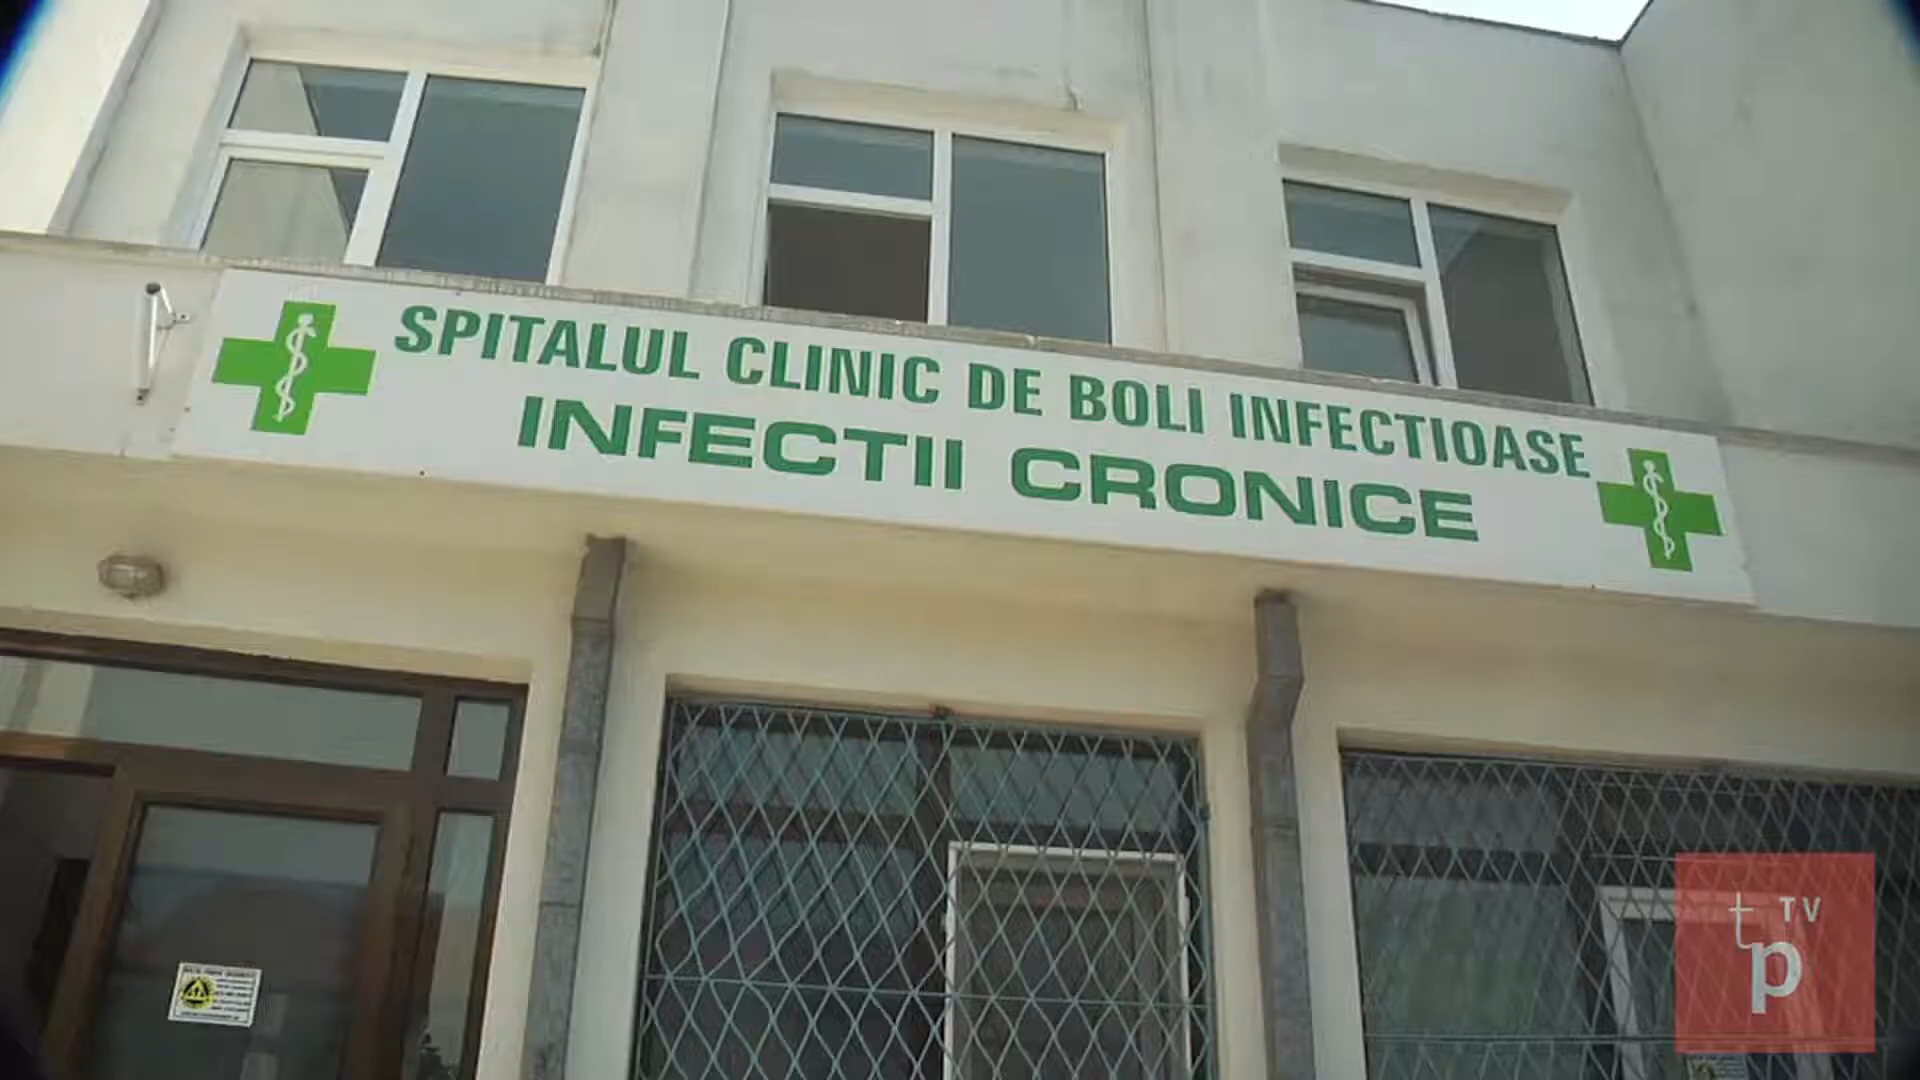 SPITALUL CLINIC DE BOLI INFECTIOASE
INFECTII CRONICE
TV
tp